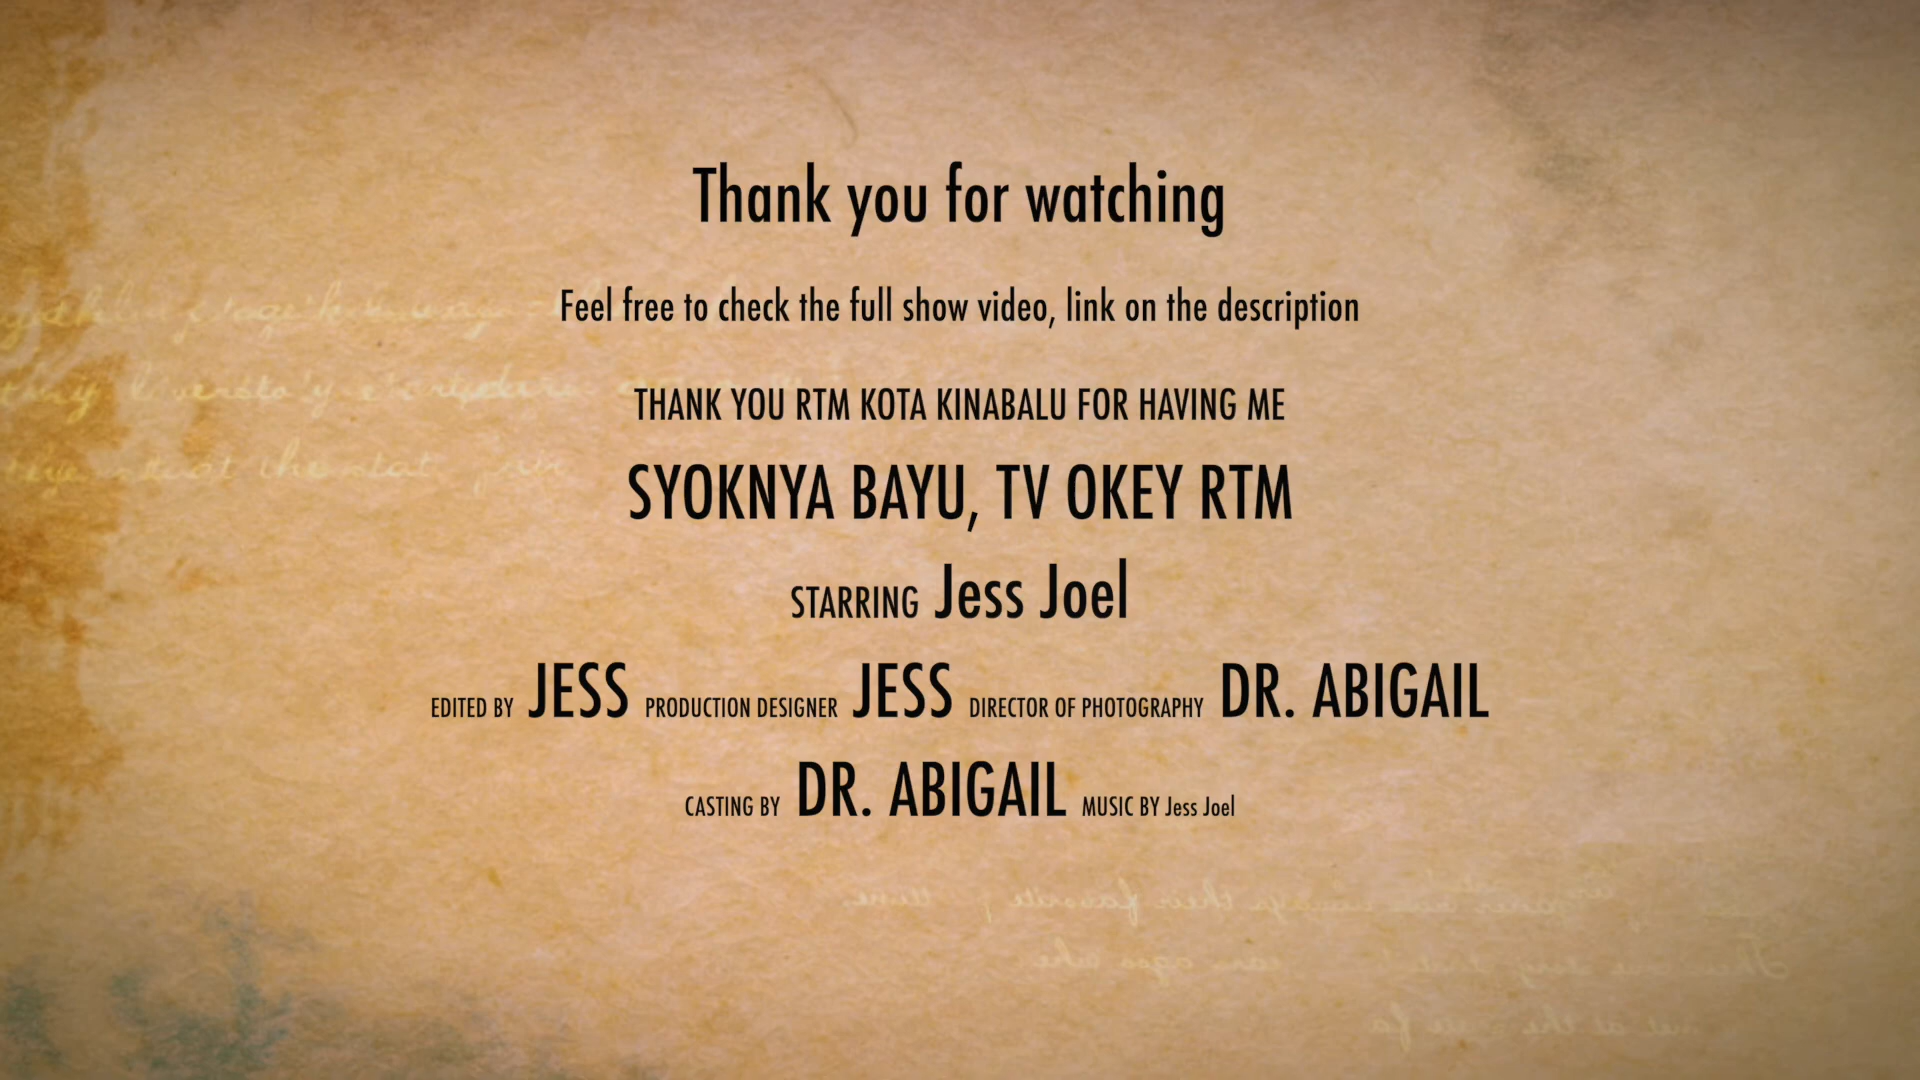 Thank you for watching
Feel free to check the full show video, link on the description
THANK YOU RTM KOTA KINABALU FOR HAVING ME
SYOKNYA BAYU, TV OKEY RTM
STARRING Jess Joel
EDITED BY JESS PRODUCTION DESIGNER JESS DIRECTOR OF PHOTOGRAPHY DR. ABIGAIL
CASTING BY DR. ABIGAIL MUSIC BY Jess Joel